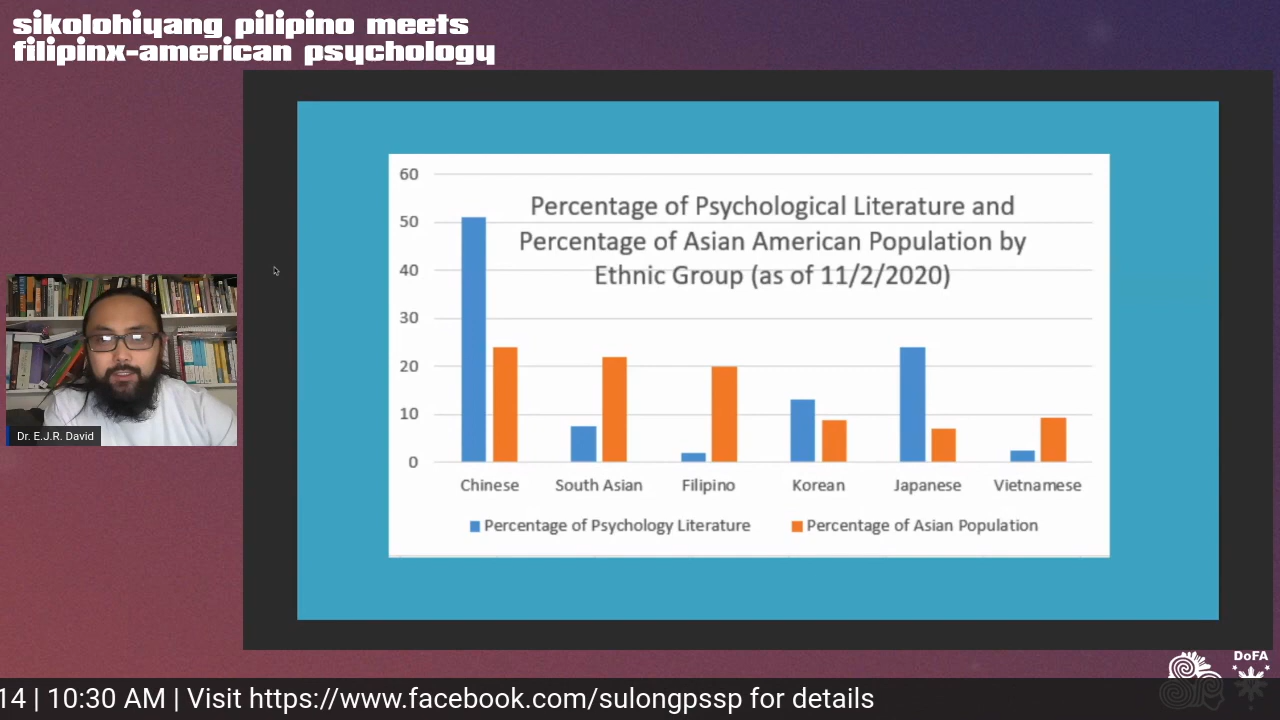 sikolohiyang pilipino meets
filipinx-american psychology
Percentage of Psychological Literature and
Percentage of Asian American Population by
Ethnic Group (as of 11/2/2020)
60
50
40
30
20
10
0
Chinese South Asian Filipino Korean Japanese Vietnamese
Percentage of Psychology Literature Percentage of Asian Population
Dr. E.J.R. David
DoFA
14 | 10:30 AM | Visit https://www.facebook.com/sulongpssp for details